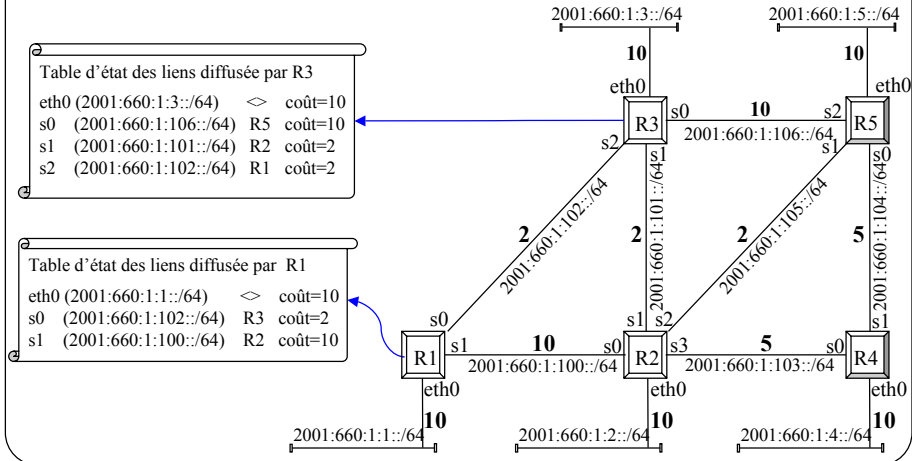 2001:660:1:3::/64
2001:660:1:5::/64
10
10
Table d'état des liens diffusée par R3
eth0 (2001:660:1:3::/64) <> coût=10
s0 (2001:660:1:106::/64) R5 coût=10
s1 (2001:660:1:101::/64) R2 coût=2
s2 (2001:660:1:102::/64) R1 coût=2
eth0
eth0
R3
s0
10
s2
R5
2001:660:1:106::/64
s2
s1
s1
s0
2001:660:1:102::/64
2001:660:1:101::/64
2001:660:1:105::/64
2001:660:1:104::/64
2
2
2
5
Table d'état des liens diffusée par R1
eth0 (2001:660:1:1::/64) <> coût=10
s0 (2001:660:1:102::/64) R3 coût=2
s1 (2001:660:1:100::/64) R2 coût=10
s0
s1
s2
s1
R1
s1
10
s0
R2
s3
5
s0
R4
2001:660:1:100::/64
2001:660:1:103::/64
eth0
eth0
eth0
10
10
10
2001:660:1:1::/64
2001:660:1:2::/64
2001:660:1:4::/64